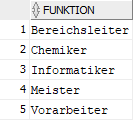 FUNKTION
1 Bereichsleiter
2 Chemiker
3 Informatiker
4 Meister
5 Vorarbeiter